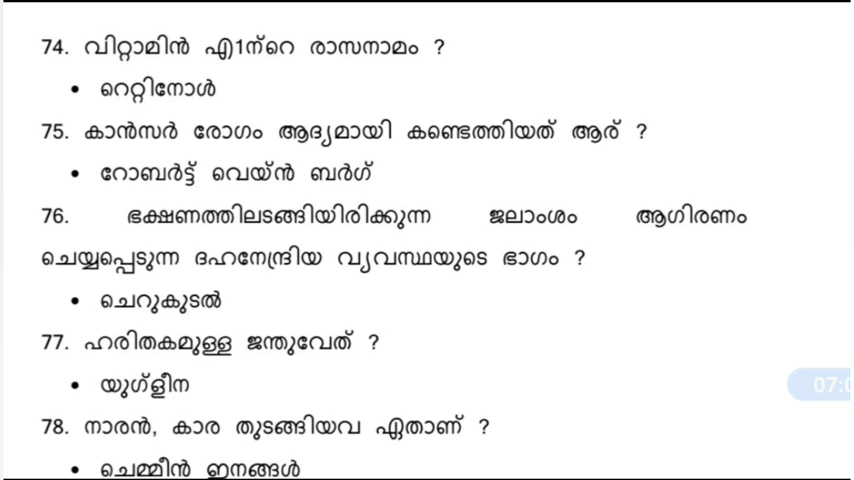 74. വിറ്റാമിൻ എ1ന്റെ രാസനാമം ?
• റെറ്റിനോൾ
75. കാൻസർ രോഗം ആദ്യമായി കണ്ടെത്തിയത് ആര് ?
• റോബർട്ട് വെയ്ൻ ബർഗ്
76. ഭക്ഷണത്തിലടങ്ങിയിരിക്കുന്ന ജലാംശം ആഗിരണം
ചെയ്യപ്പെടുന്ന ദഹനേന്ദ്രിയ വ്യവസ്ഥയുടെ ഭാഗം ?
• ചെറുകുടൽ
77. ഹരിതകമുള്ള ജന്തുവേത് ?
• യുഗ്ളീന
78. നാരൻ, കാര തുടങ്ങിയവ ഏതാണ് ?
• ചെമ്മീൻ ഇനങ്ങൾ